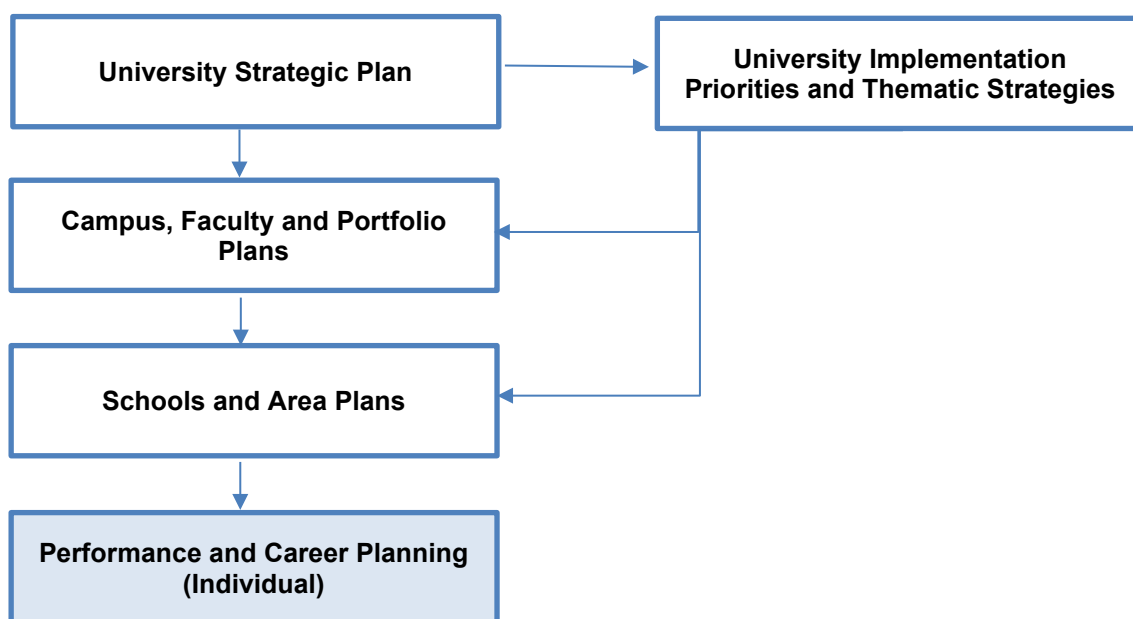 University Strategic Plan
University Implementation
Priorities and Thematic Strategies
Campus, Faculty and Portfolio
Plans
Schools and Area Plans
Performance and Career Planning
(Individual)